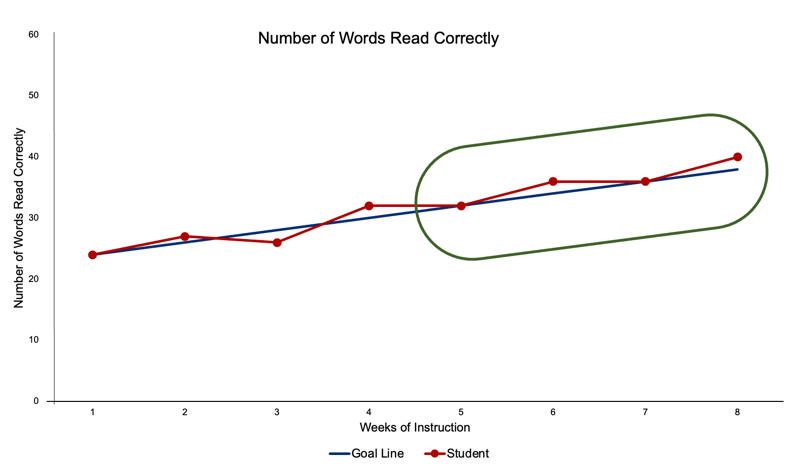 Number of Words Read Correctly
60
50
40
30
20
10
0
Number of Words Read Correctly
1 2 3 4 5 6 7 8
Weeks of Instruction
Goal Line Student